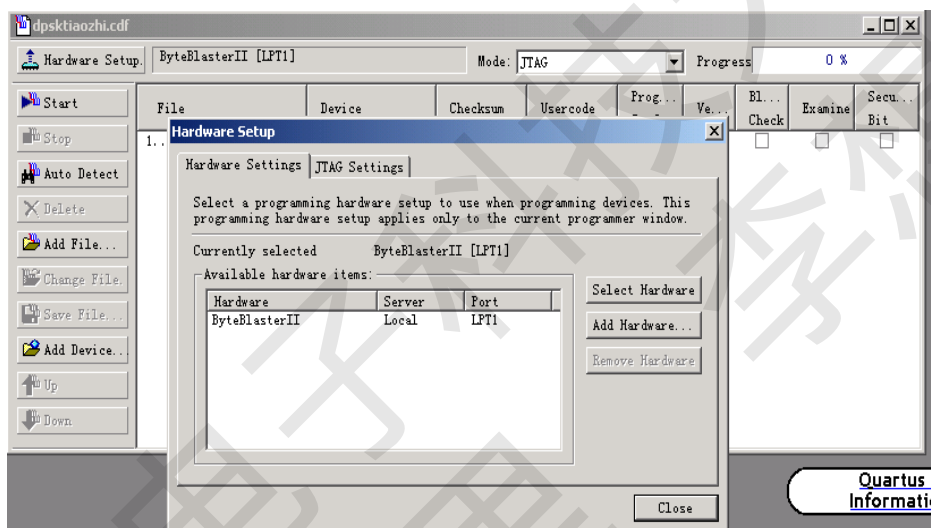 dpsktiaozhi.cdf
Hardware Setup. ByteBlasterII [LPT1] Mode: JTAG Progress 0 %
Start
Stop
Auto Detect
Delete
Add File...
Change File.
Save File...
Add Device..
Up
Down
File Device Checksum Usercode Prog... Ve... Bl... Check Examine Secu... Bit
1..
Hardware Setup
Hardware Settings JTAG Settings
Select a programming hardware setup to use when programming devices. This
programming hardware setup applies only to the current programmer window.
Currently selected ByteBlasterII [LPT1]
Available hardware items:
Hardware Server Port
ByteBlasterII Local LPT1
Select Hardware
Add Hardware...
Remove Hardware
Close
Quartus
Informati